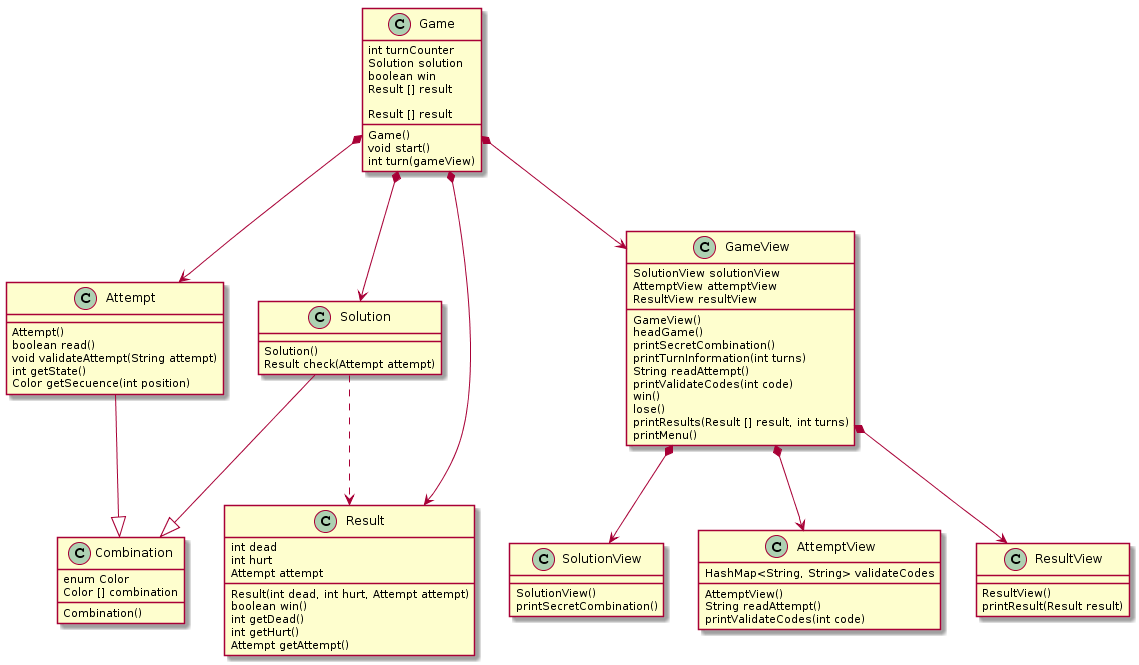 C Game
int turnCounter
Solution solution
boolean win
Result [] result
Result [] result
Game()
void start()
int turn(gameView)
C GameView
SolutionView solutionView
AttemptView attemptView
ResultView resultView
GameView()
headGame()
printSecretCombination()
printTurnInformation(int turns)
String readAttempt()
printValidateCodes(int code)
win()
lose()
printResults(Result [] result, int turns)
printMenu()
C Attempt
Attempt()
boolean read()
void validateAttempt(String attempt)
int getState()
Color getSecuence(int position)
C Solution
Solution()
Result check(Attempt attempt)
C Combination
enum Color
Color [] combination
Combination()
C Result
int dead
int hurt
Attempt attempt
Result(int dead, int hurt, Attempt attempt)
boolean win()
int getDead()
int getHurt()
Attempt getAttempt()
C SolutionView
SolutionView()
printSecretCombination()
C AttemptView
HashMap<String, String> validateCodes
AttemptView()
String readAttempt()
printValidateCodes(int code)
C ResultView
ResultView()
printResult(Result result)